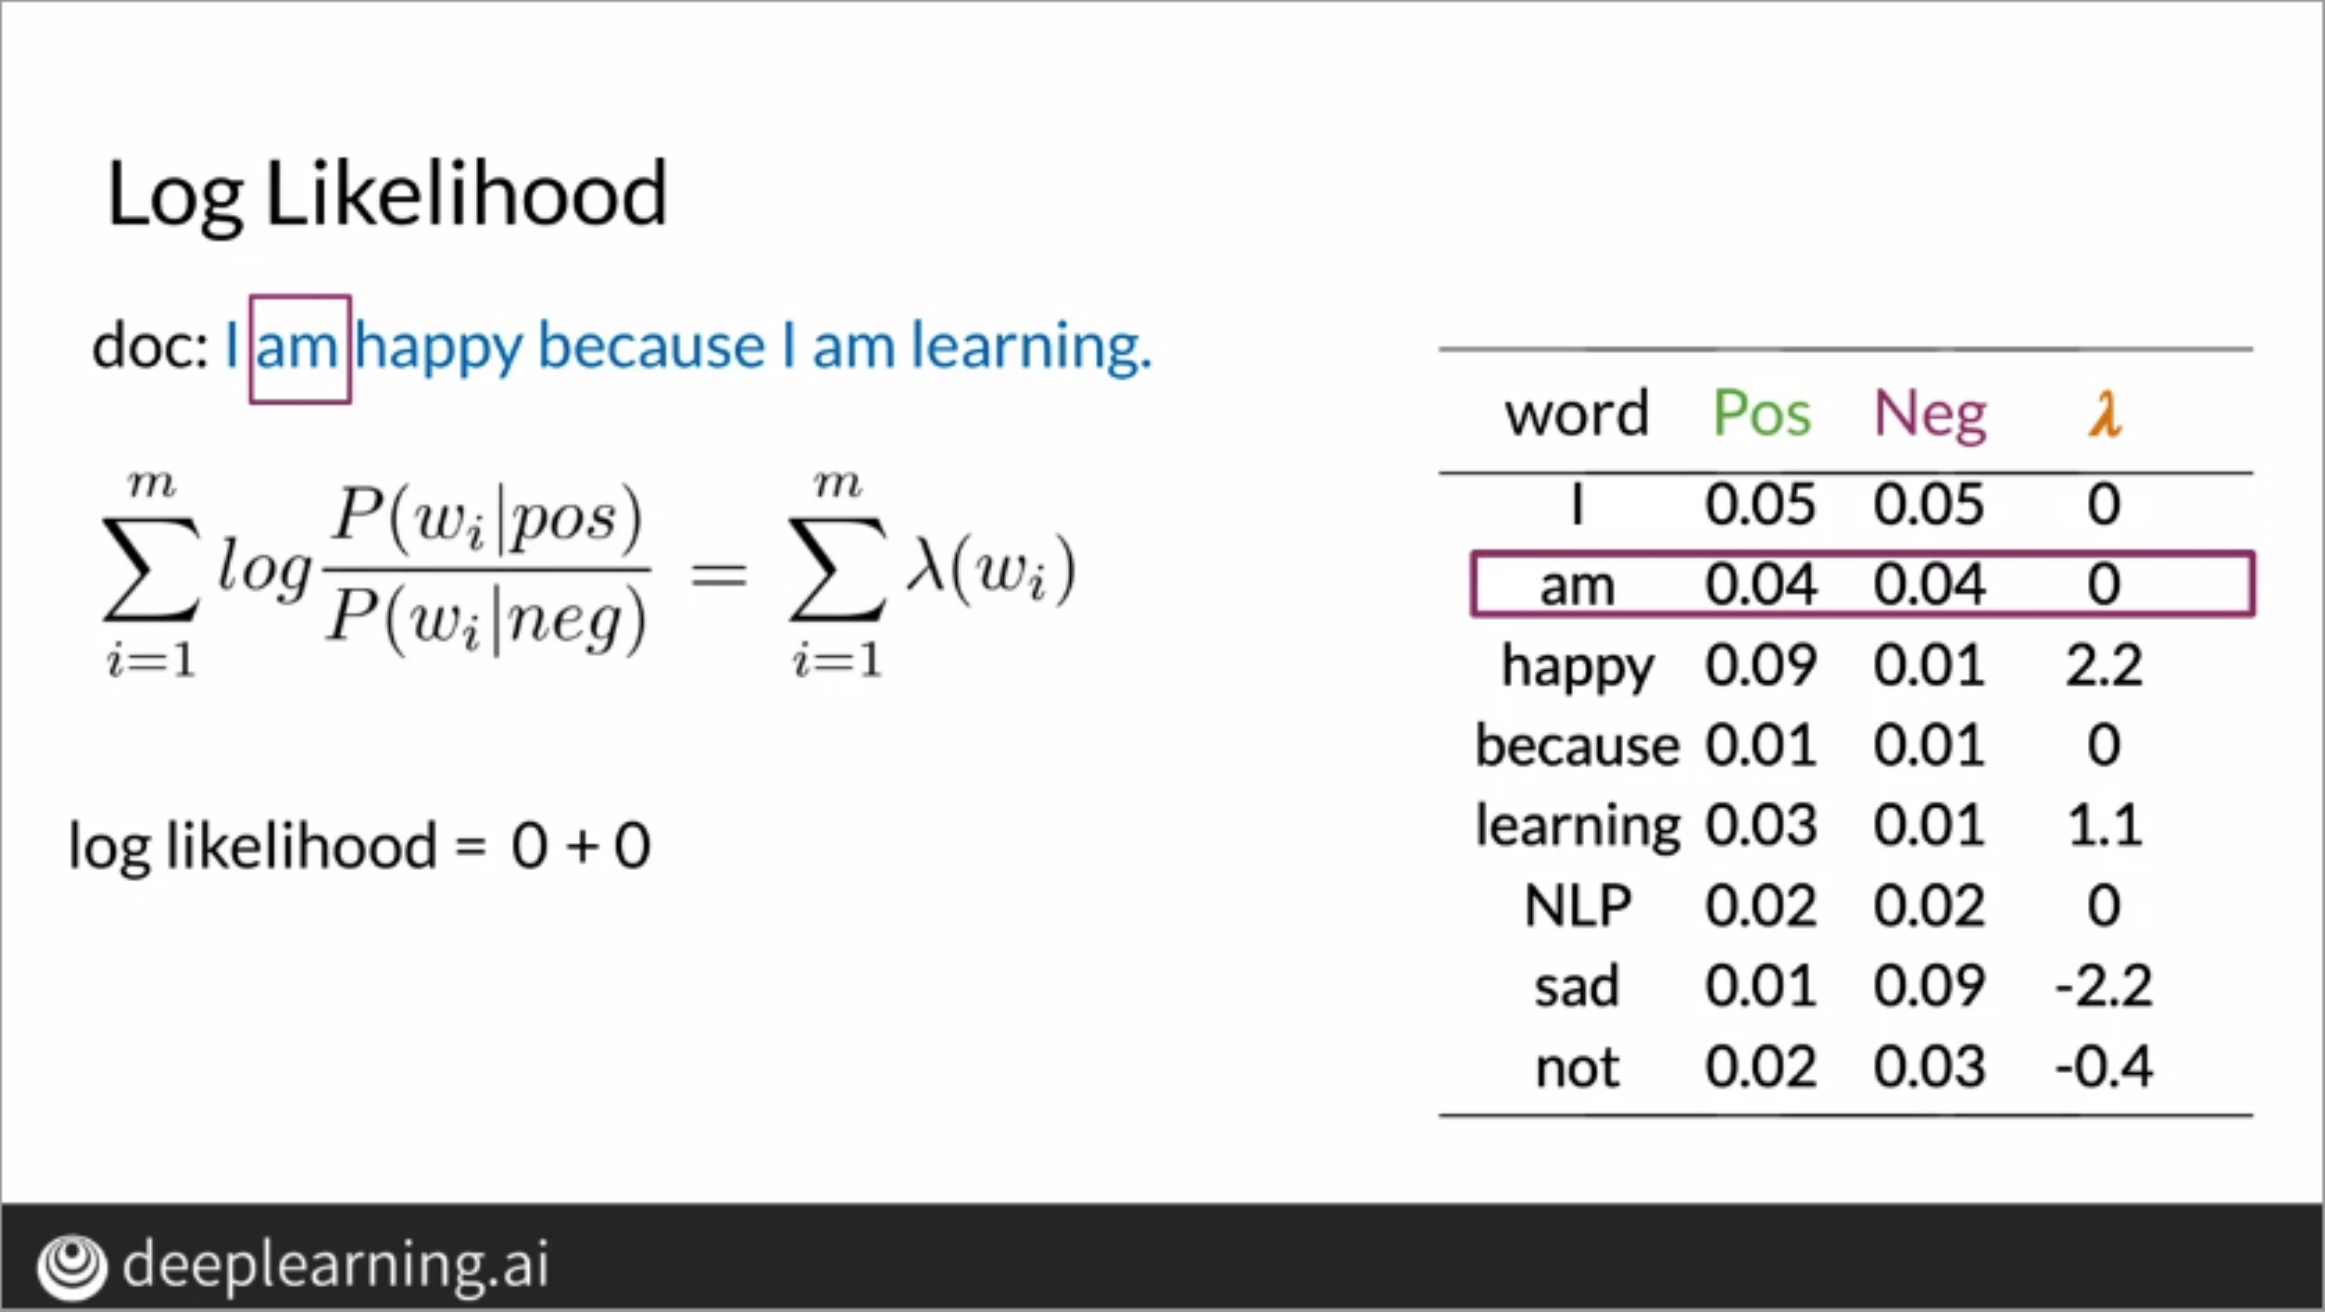 Log Likelihood
doc: I am happy because I am learning.
$\sum_{i=1}^{m} log \frac{P(w_i|pos)}{P(w_i|neg)} = \sum_{i=1}^{m} \lambda(w_i)$
log likelihood = 0 + 0
word Pos Neg λ
I 0.05 0.05 0
am 0.04 0.04 0
happy 0.09 0.01 2.2
because 0.01 0.01 0
learning 0.03 0.01 1.1
NLP 0.02 0.02 0
sad 0.01 0.09 -2.2
not 0.02 0.03 -0.4
deeplearning.ai